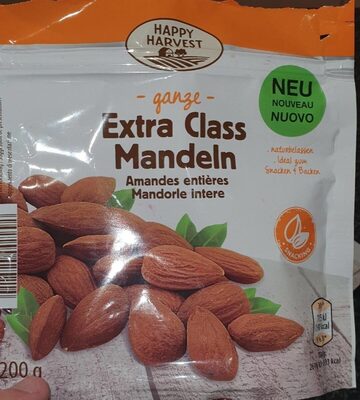 HAPPY
HARVEST
- ganze -
Extra Class
Mandeln
Amandes entières
Mandorle intere
NEU
NOUVEAU
NUOVO
. naturbelassen
. Ideal zum
Snacken & Backen
SNACKING
200 g